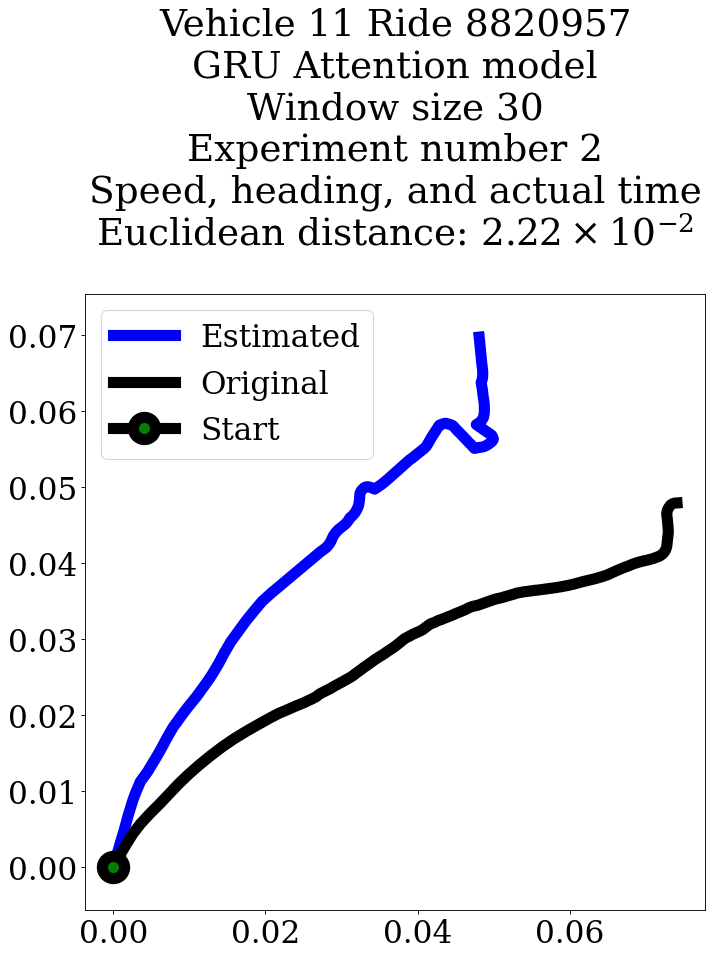 Vehicle 11 Ride 8820957
GRU Attention model
Window size 30
Experiment number 2
Speed, heading, and actual time
Euclidean distance: 2.22 × 10⁻²
Estimated
Original
Start
0.07
0.06
0.05
0.04
0.03
0.02
0.01
0.00
0.00 0.02 0.04 0.06